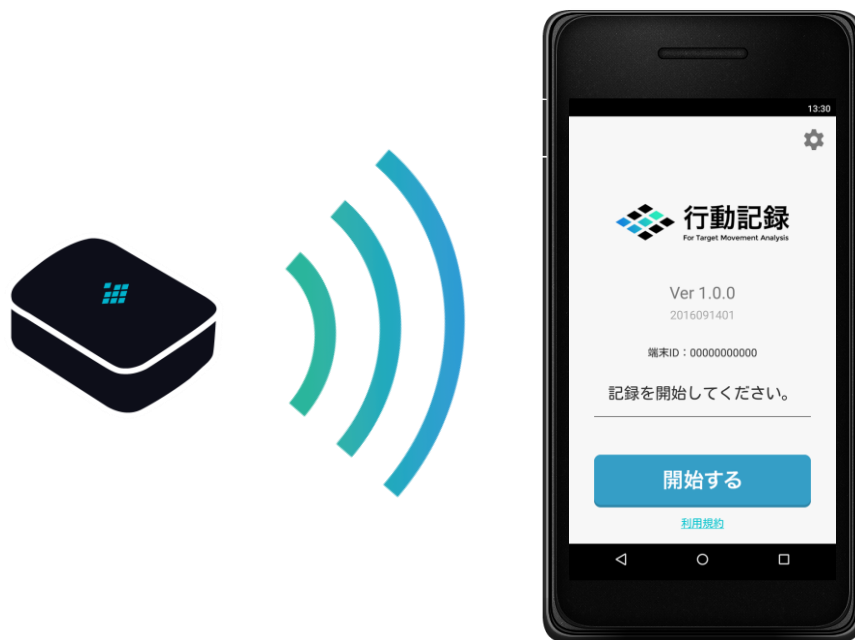 13:30
行動記録
For Target Movement Analysis
Ver 1.0.0
2016091401
端末ID：00000000000
記録を開始してください。
開始する
利用規約